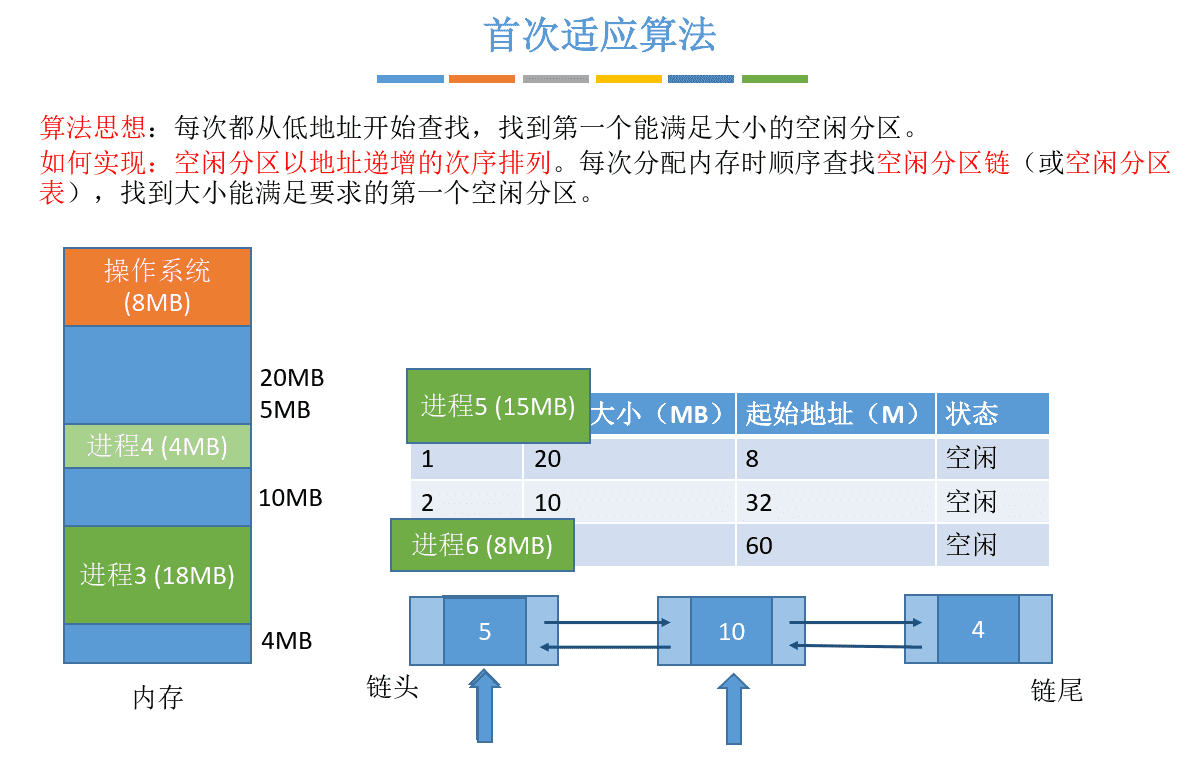 首次适应算法
算法思想：每次都从低地址开始查找，找到第一个能满足大小的空闲分区。
如何实现：空闲分区以地址递增的次序排列。每次分配内存时顺序查找空闲分区链（或空闲分区
表），找到大小能满足要求的第一个空闲分区。
操作系统
(8MB)
20MB
5MB
进程4 (4MB)
10MB
进程3 (18MB)
4MB
内存
进程5 (15MB)
大小（MB） 起始地址（M） 状态
1 20 8 空闲
2 10 32 空闲
进程6 (8MB)
60 空闲
5 10 4
链头
链尾